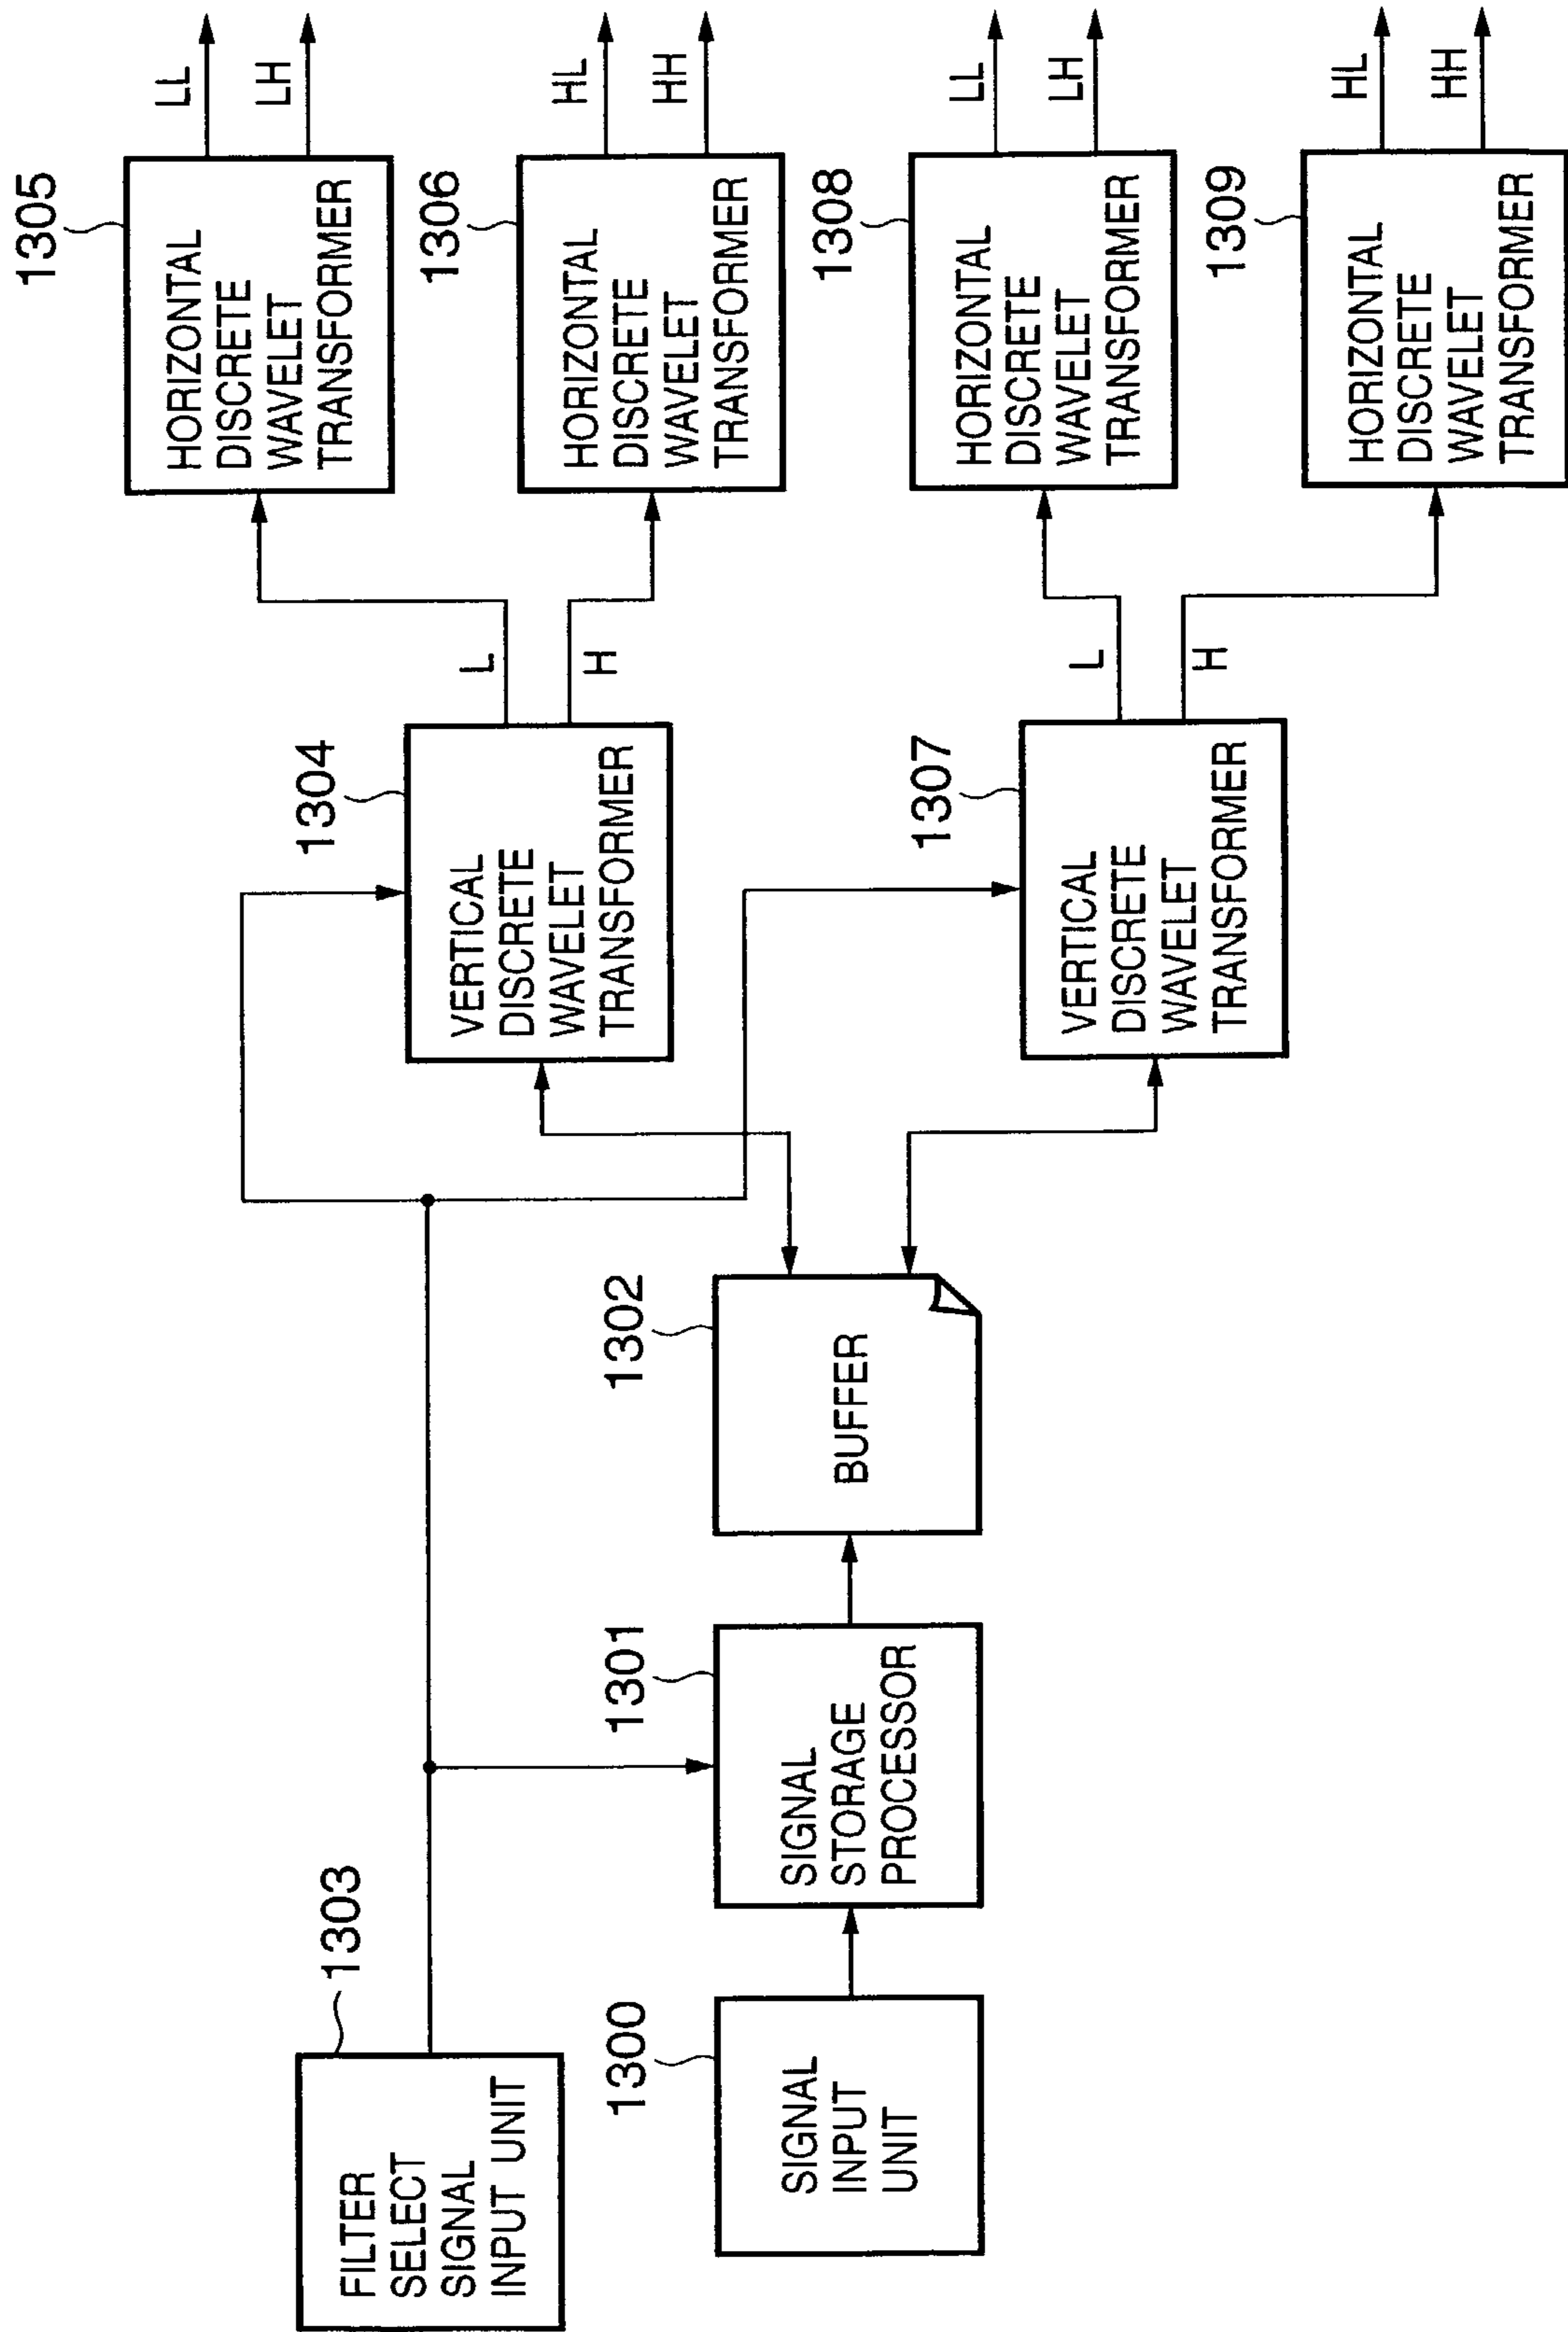 1303
FILTER
SELECT
SIGNAL
INPUT UNIT
1300
SIGNAL
INPUT
UNIT
1301
SIGNAL
STORAGE
PROCESSOR
1302
BUFFER
1304
VERTICAL
DISCRETE
WAVELET
TRANSFORMER
L
H
1307
VERTICAL
DISCRETE
WAVELET
TRANSFORMER
L
H
1305
HORIZONTAL
DISCRETE
WAVELET
TRANSFORMER
LL
LH
1306
HORIZONTAL
DISCRETE
WAVELET
TRANSFORMER
HL
HH
1308
HORIZONTAL
DISCRETE
WAVELET
TRANSFORMER
LL
LH
1309
HORIZONTAL
DISCRETE
WAVELET
TRANSFORMER
HL
HH